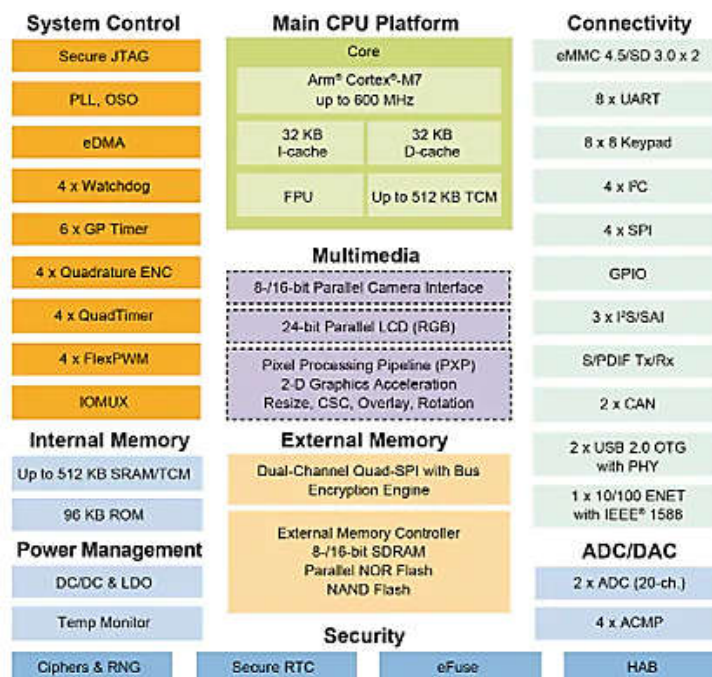 System Control
Secure JTAG
PLL, OSO
eDMA
4 x Watchdog
6 x GP Timer
4 x Quadrature ENC
4 x QuadTimer
4 x FlexPWM
IOMUX
Internal Memory
Up to 512 KB SRAM/TCM
96 KB ROM
Power Management
DC/DC & LDO
Temp Monitor
Main CPU Platform
Core
Arm® Cortex®-M7
up to 600 MHz
32 KB
I-cache
32 KB
D-cache
FPU
Up to 512 KB TCM
Multimedia
8-/16-bit Parallel Camera Interface
24-bit Parallel LCD (RGB)
Pixel Processing Pipeline (PXP)
2-D Graphics Acceleration
Resize, CSC, Overlay, Rotation
External Memory
Dual-Channel Quad-SPI with Bus
Encryption Engine
External Memory Controller
8-/16-bit SDRAM
Parallel NOR Flash
NAND Flash
Connectivity
eMMC 4.5/SD 3.0 x 2
8 x UART
8 x 8 Keypad
4 x I²C
4 x SPI
GPIO
3 x I²S/SAI
S/PDIF Tx/Rx
2 x CAN
2 x USB 2.0 OTG
with PHY
1 x 10/100 ENET
with IEEE® 1588
ADC/DAC
2 x ADC (20-ch.)
4 x ACMP
Security
Ciphers & RNG
Secure RTC
eFuse
HAB